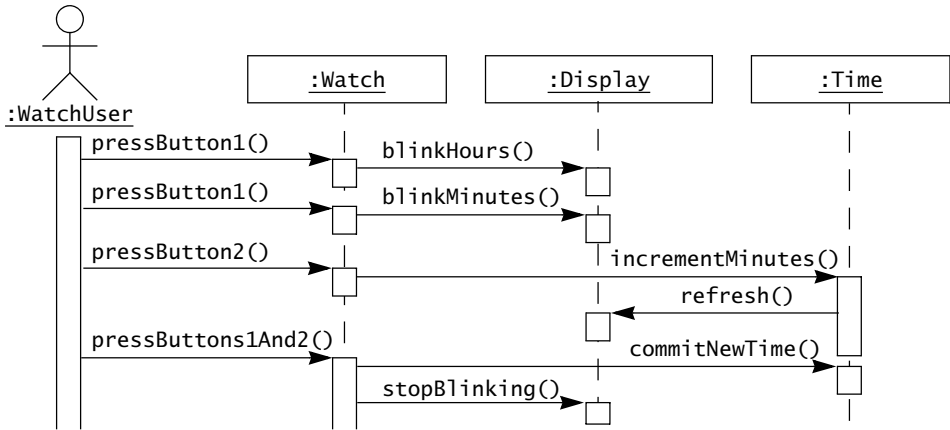 :Watch
:Display
:Time
:WatchUser
pressButton1()
blinkHours()
pressButton1()
blinkMinutes()
pressButton2()
incrementMinutes()
refresh()
pressButtons1And2()
commitNewTime()
stopBlinking()